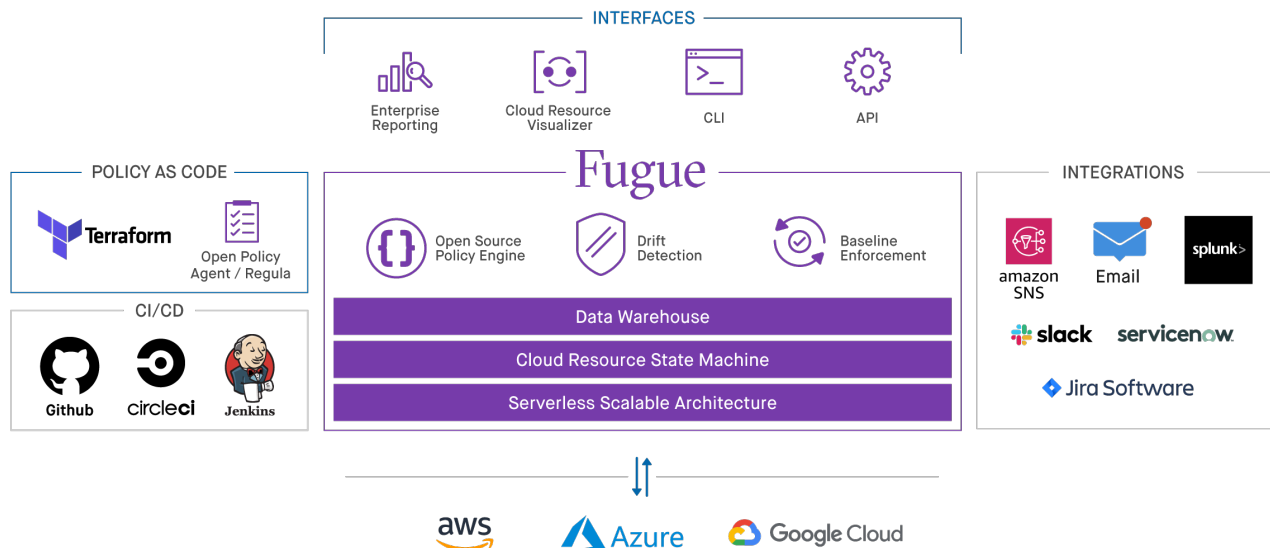 INTERFACES
Enterprise
Reporting
Cloud Resource
Visualizer
>_
CLI
API
POLICY AS CODE
Terraform
Open Policy
Agent / Regula
CI/CD
Github
circleci
Jenkins
Fugue
{}
Open Source
Policy Engine
Drift
Detection
Baseline
Enforcement
Data Warehouse
Cloud Resource State Machine
Serverless Scalable Architecture
INTEGRATIONS
amazon
SNS
Email
splunk>
slack
servicenow
Jira Software
aws
Azure
Google Cloud